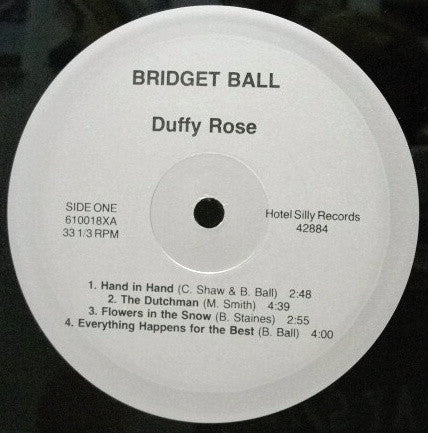 BRIDGET BALL
Duffy Rose
SIDE ONE
610018XA
33 1/3 RPM
Hotel Silly Records
42884
1. Hand in Hand (C. Shaw & B. Ball) 2:48
2. The Dutchman (M. Smith) 4:39
3. Flowers in the Snow (B. Staines) 2:55
4. Everything Happens for the Best (B. Ball) 4:00